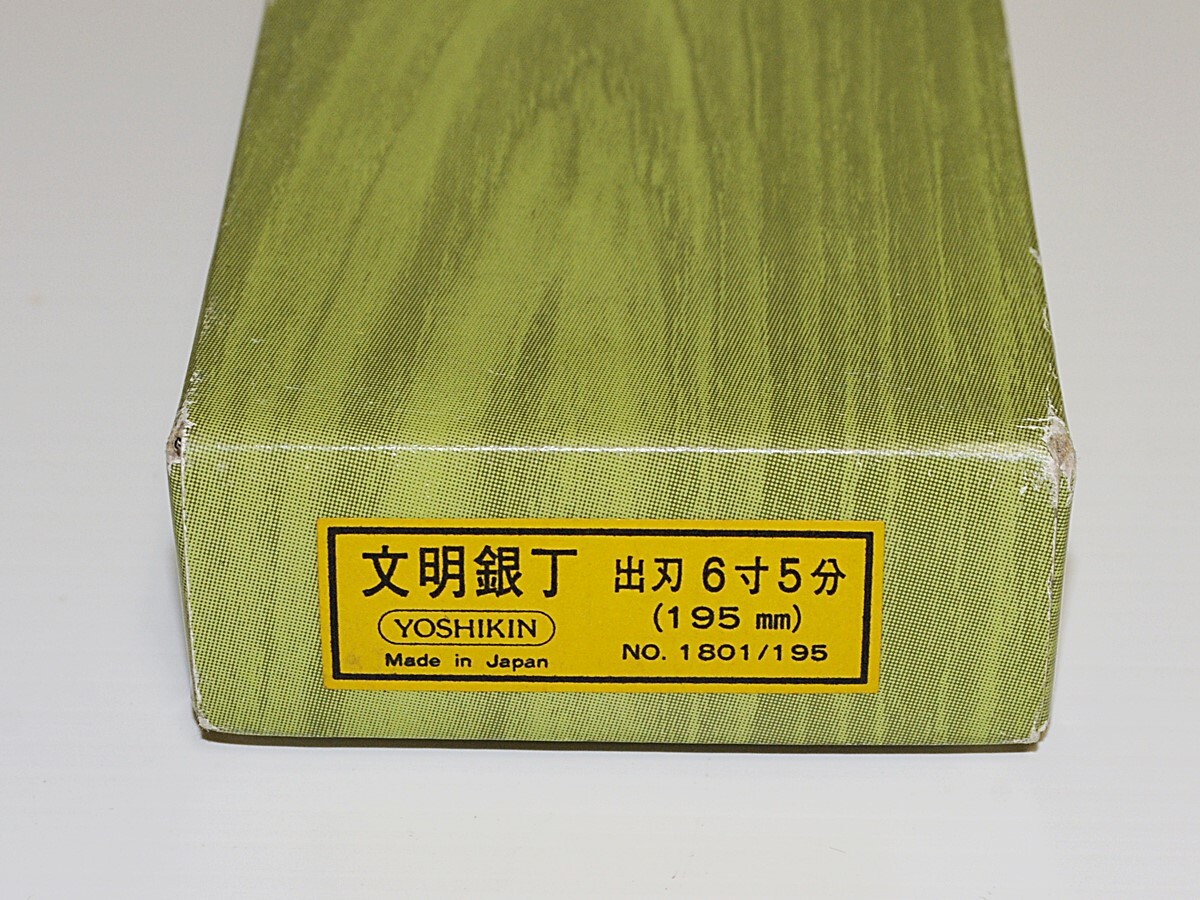 文明銀丁
YOSHIKIN
Made in Japan
出刃 6寸5分
(195 mm)
NO. 1801/195